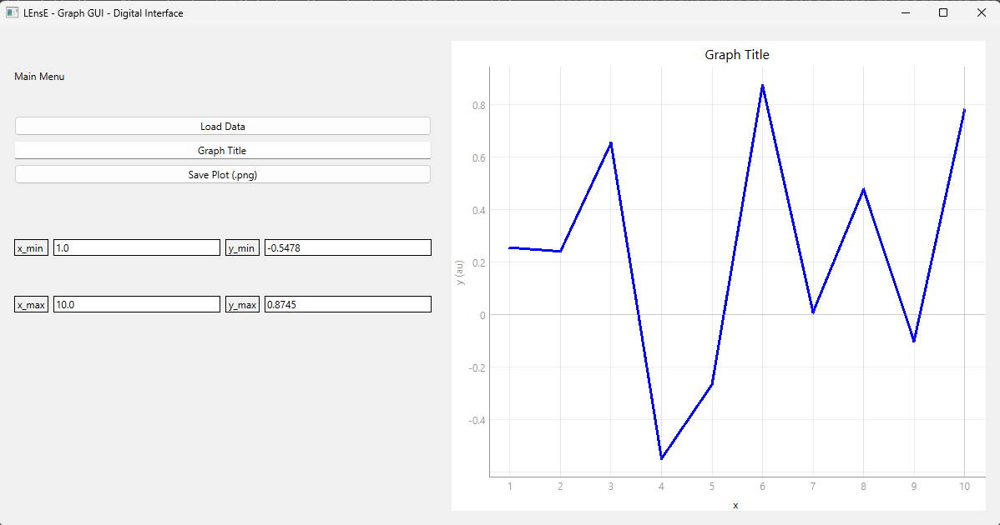 LEnsE - Graph GUI - Digital Interface
Main Menu
Load Data
Graph Title
Save Plot (.png)
x_min 1.0 y_min -0.5478
x_max 10.0 y_max 0.8745
Graph Title
0.8
0.6
0.4
0.2
0
-0.2
-0.4
y (au)
1 2 3 4 5 6 7 8 9 10
x